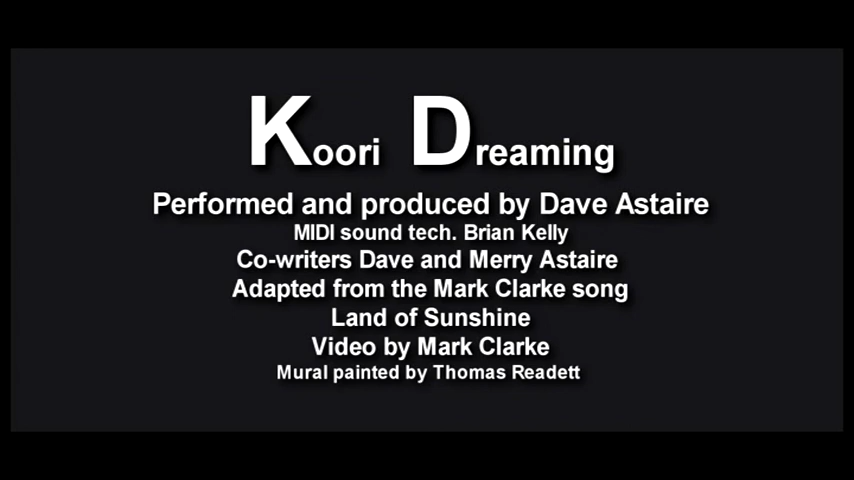 Koori Dreaming
Performed and produced by Dave Astaire
MIDI sound tech. Brian Kelly
Co-writers Dave and Merry Astaire
Adapted from the Mark Clarke song
Land of Sunshine
Video by Mark Clarke
Mural painted by Thomas Readett